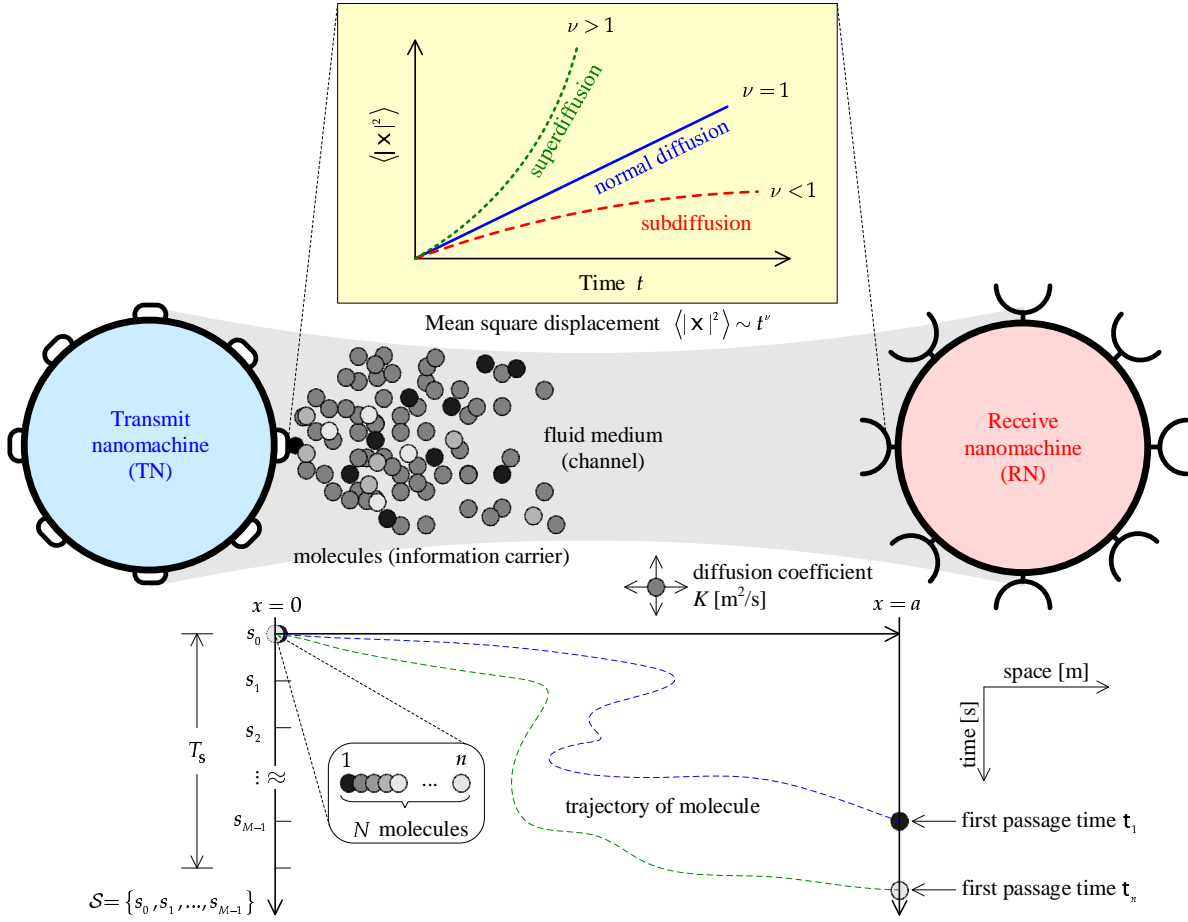 ν > 1
ν = 1
ν < 1
⟨|x|²⟩
superdiffusion
normal diffusion
subdiffusion
Time t
Mean square displacement ⟨|x|²⟩ ∼ t^ν
Transmit
nanomachine
(TN)
fluid medium
(channel)
Receive
nanomachine
(RN)
molecules (information carrier)
diffusion coefficient
K [m²/s]
x = 0
x = a
s₀
s₁
s₂
⋮ ≈
s_{M−1}
T_s
space [m]
time [s]
1 n
...
N molecules
trajectory of molecule
first passage time t₁
first passage time tₙ
𝒮 = {s₀, s₁, ..., s_{M−1}}